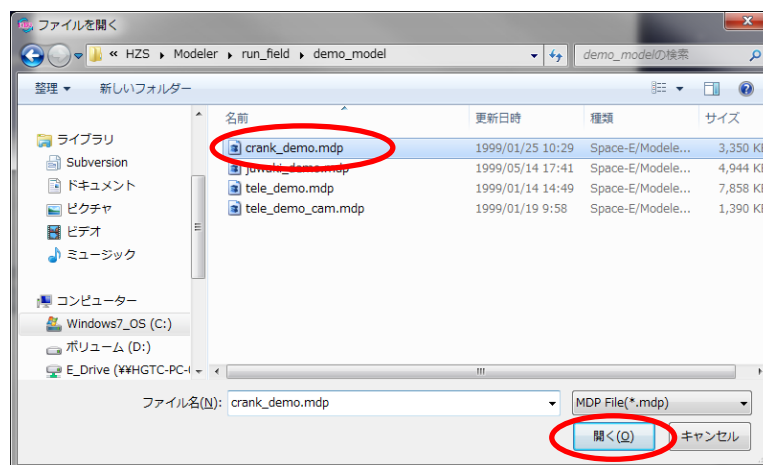 ファイルを開く
« HZS ▸ Modeler ▸ run_field ▸ demo_model
demo_modelの検索
整理 ▼ 新しいフォルダー
名前 更新日時 種類 サイズ
ライブラリ
Subversion
ドキュメント
ピクチャ
ビデオ
ミュージック
コンピューター
Windows7_OS (C:)
ボリューム (D:)
E_Drive (¥¥HGTC-PC-
crank_demo.mdp 1999/01/25 10:29 Space-E/Modele... 3,350 K
juwaki_demo.mdp 1999/05/14 17:41 Space-E/Modele... 4,944 K
tele_demo.mdp 1999/01/14 14:49 Space-E/Modele... 7,858 K
tele_demo_cam.mdp 1999/01/19 9:58 Space-E/Modele... 1,390 K
ファイル名(N): crank_demo.mdp MDP File(*.mdp)
開く(O) キャンセル